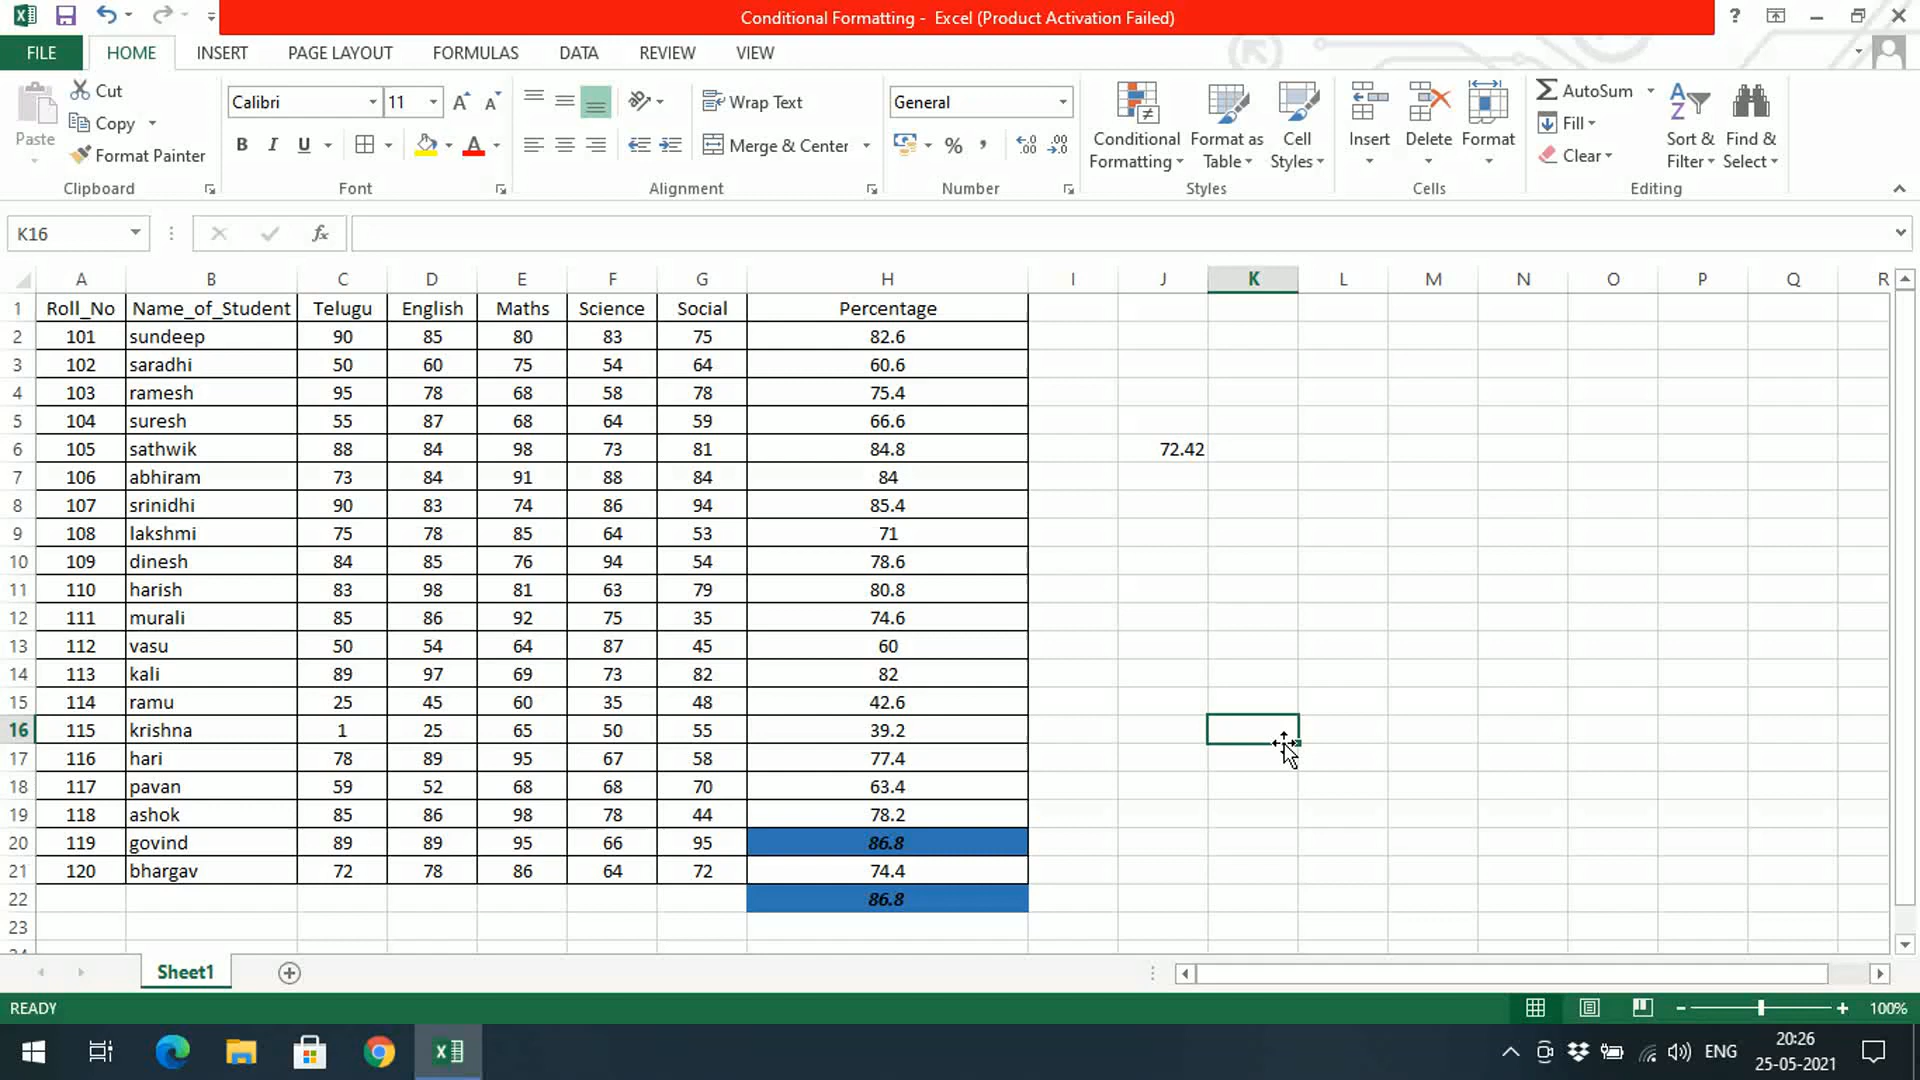 Conditional Formatting - Excel (Product Activation Failed)
FILE HOME INSERT PAGE LAYOUT FORMULAS DATA REVIEW VIEW
Paste
Cut
Copy
Format Painter
Clipboard
Calibri 11
B I U
Font
Wrap Text
Merge & Center
Alignment
General
%
Number
Conditional Formatting
Format as Table
Cell Styles
Styles
Insert
Delete
Format
Cells
AutoSum
Fill
Clear
Sort & Filter
Find & Select
Editing
K16
fx
A B C D E F G H I J K L M N O P Q R
1 Roll_No Name_of_Student Telugu English Maths Science Social Percentage
2 101 sundeep 90 85 80 83 75 82.6
3 102 saradhi 50 60 75 54 64 60.6
4 103 ramesh 95 78 68 58 78 75.4
5 104 suresh 55 87 68 64 59 66.6
6 105 sathwik 88 84 98 73 81 84.8 72.42
7 106 abhiram 73 84 91 88 84 84
8 107 srinidhi 90 83 74 86 94 85.4
9 108 lakshmi 75 78 85 64 53 71
10 109 dinesh 84 85 76 94 54 78.6
11 110 harish 83 98 81 63 79 80.8
12 111 murali 85 86 92 75 35 74.6
13 112 vasu 50 54 64 87 45 60
14 113 kali 89 97 69 73 82 82
15 114 ramu 25 45 60 35 48 42.6
16 115 krishna 1 25 65 50 55 39.2
17 116 hari 78 89 95 67 58 77.4
18 117 pavan 59 52 68 68 70 63.4
19 118 ashok 85 86 98 78 44 78.2
20 119 govind 89 89 95 66 95 86.8
21 120 bhargav 72 78 86 64 72 74.4
22 86.8
23
Sheet1
READY
100%
ENG
20:26
25-05-2021